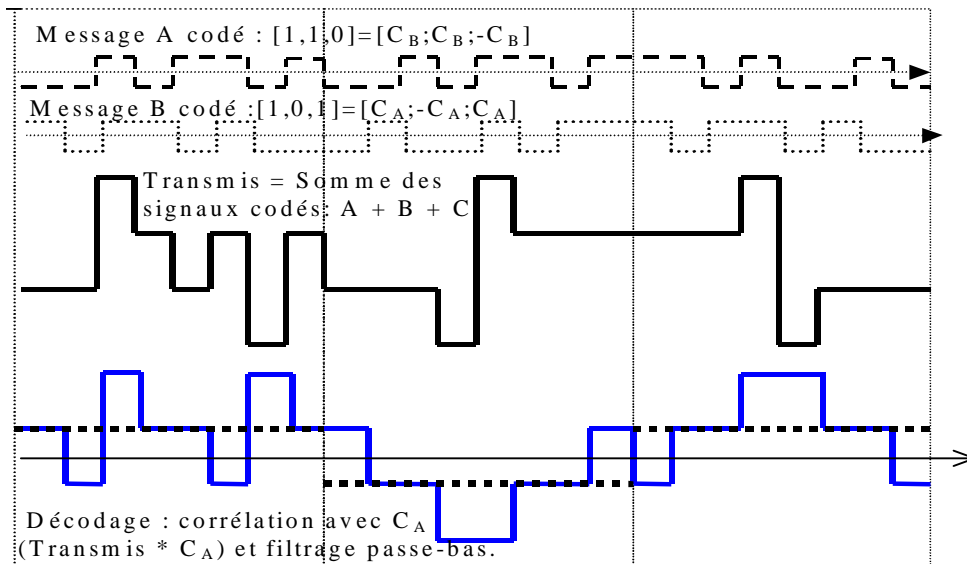 Message A codé : [1,1,0]=[C_B;C_B;-C_B]
Message B codé :[1,0,1]=[C_A;-C_A;C_A]
Transmis = Somme des
signaux codés: A + B + C
Décodage : corrélation avec C_A
(Transmis * C_A) et filtrage passe-bas.